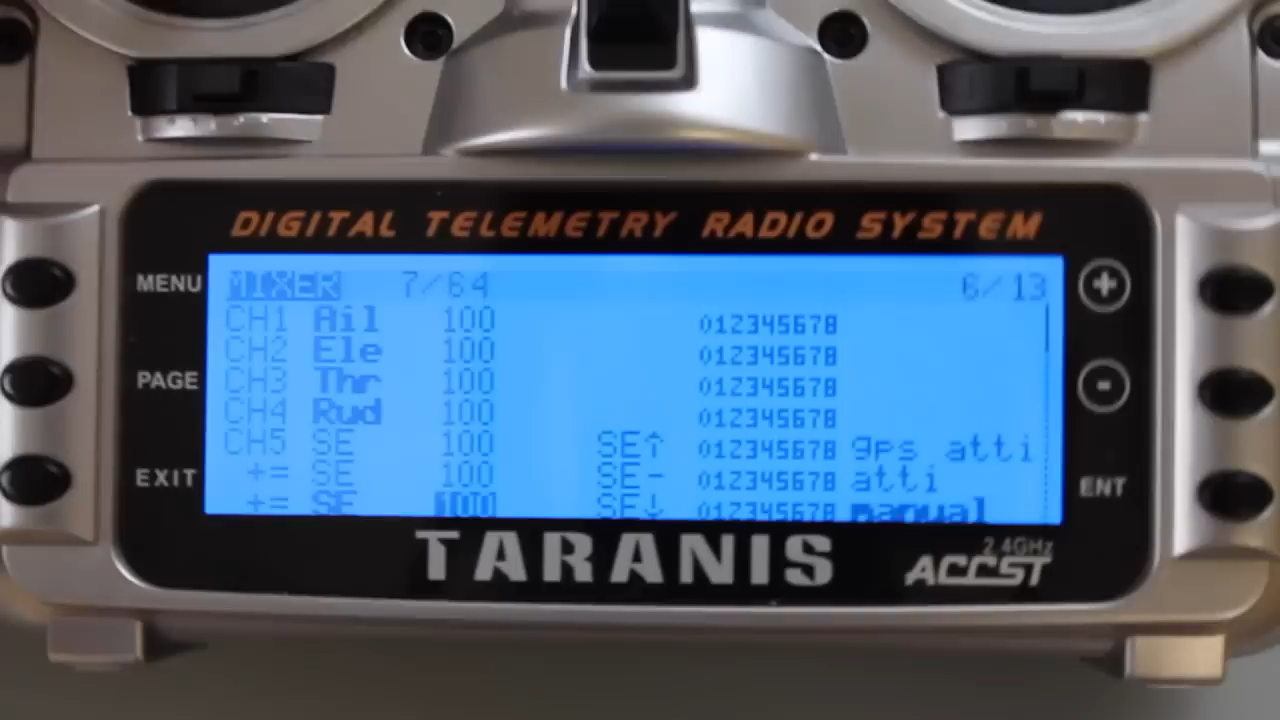 DIGITAL TELEMETRY RADIO SYSTEM
MENU
PAGE
EXIT
MIXER 7/64 6/13
CH1 Ail 100 012345678
CH2 Ele 100 012345678
CH3 Thr 100 012345678
CH4 Rud 100 012345678
CH5 SE 100 SE↑ 012345678 gps atti
+= SE 100 SE- 012345678 atti
+= SE 100 SE↓ 012345678 manual
+
-
ENT
TARANIS
2.4GHz
ACCST